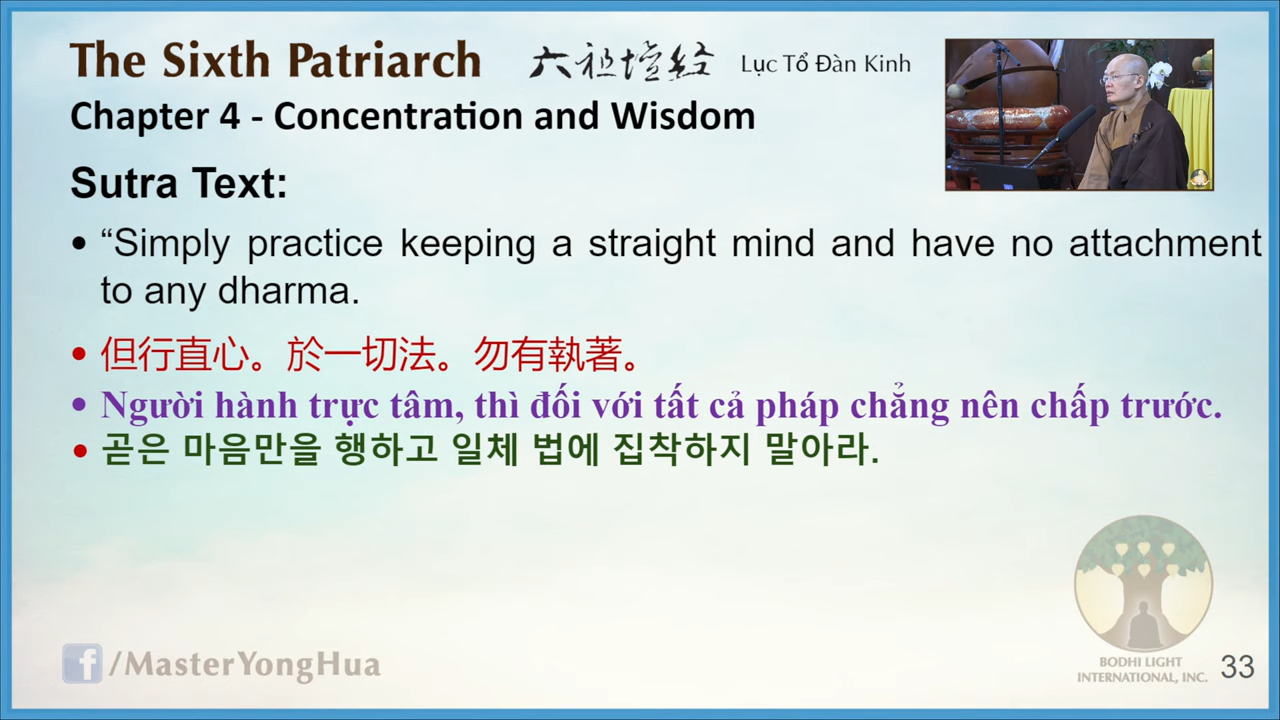 The Sixth Patriarch 六祖壇经 Lục Tổ Đàn Kinh
Chapter 4 - Concentration and Wisdom
Sutra Text:
• “Simply practice keeping a straight mind and have no attachment
to any dharma.
• 但行直心。於一切法。勿有執著。
• Người hành trực tâm, thì đối với tất cả pháp chẳng nên chấp trước.
• 곧은 마음만을 행하고 일체 법에 집착하지 말아라.
f/MasterYongHua
BODHI LIGHT
INTERNATIONAL, INC.
33